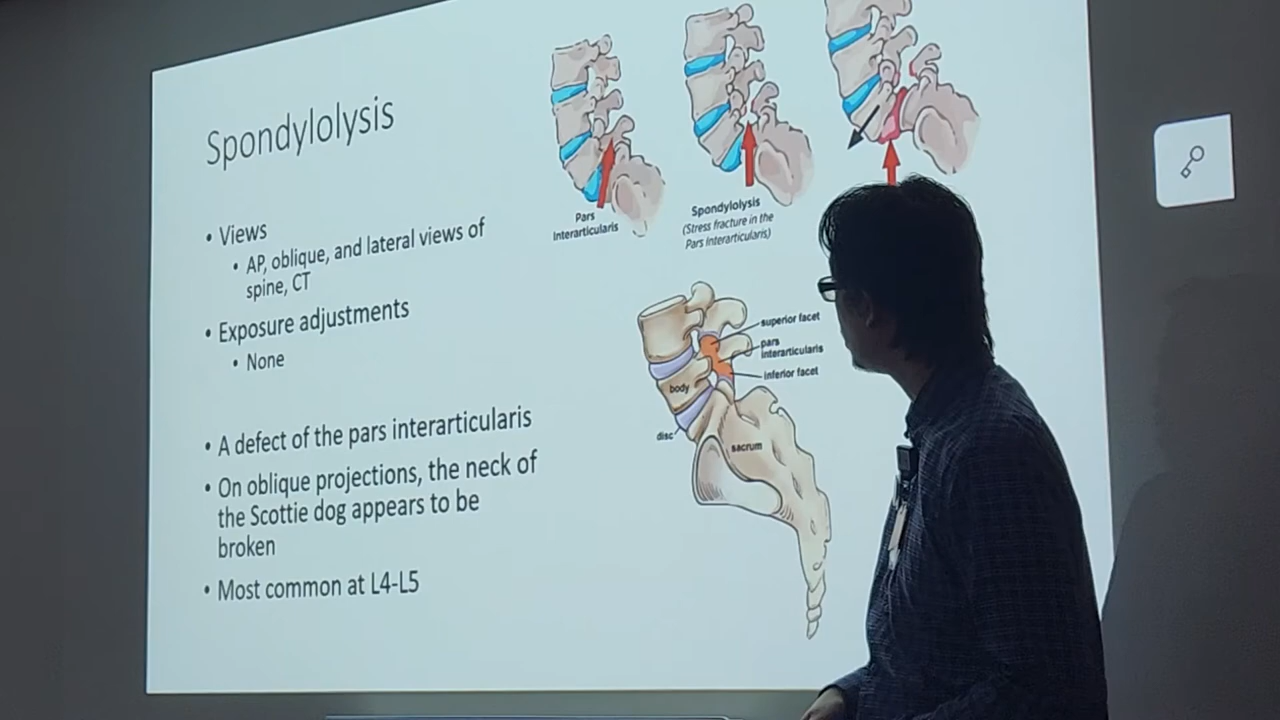 Spondylolysis
• Views
• AP, oblique, and lateral views of
spine, CT
• Exposure adjustments
• None
• A defect of the pars interarticularis
• On oblique projections, the neck of
the Scottie dog appears to be
broken
• Most common at L4-L5
Pars
Interarticularis
Spondylolysis
(Stress fracture in the
Pars Interarticularis)
superior facet
pars
interarticularis
inferior facet
body
disc
sacrum